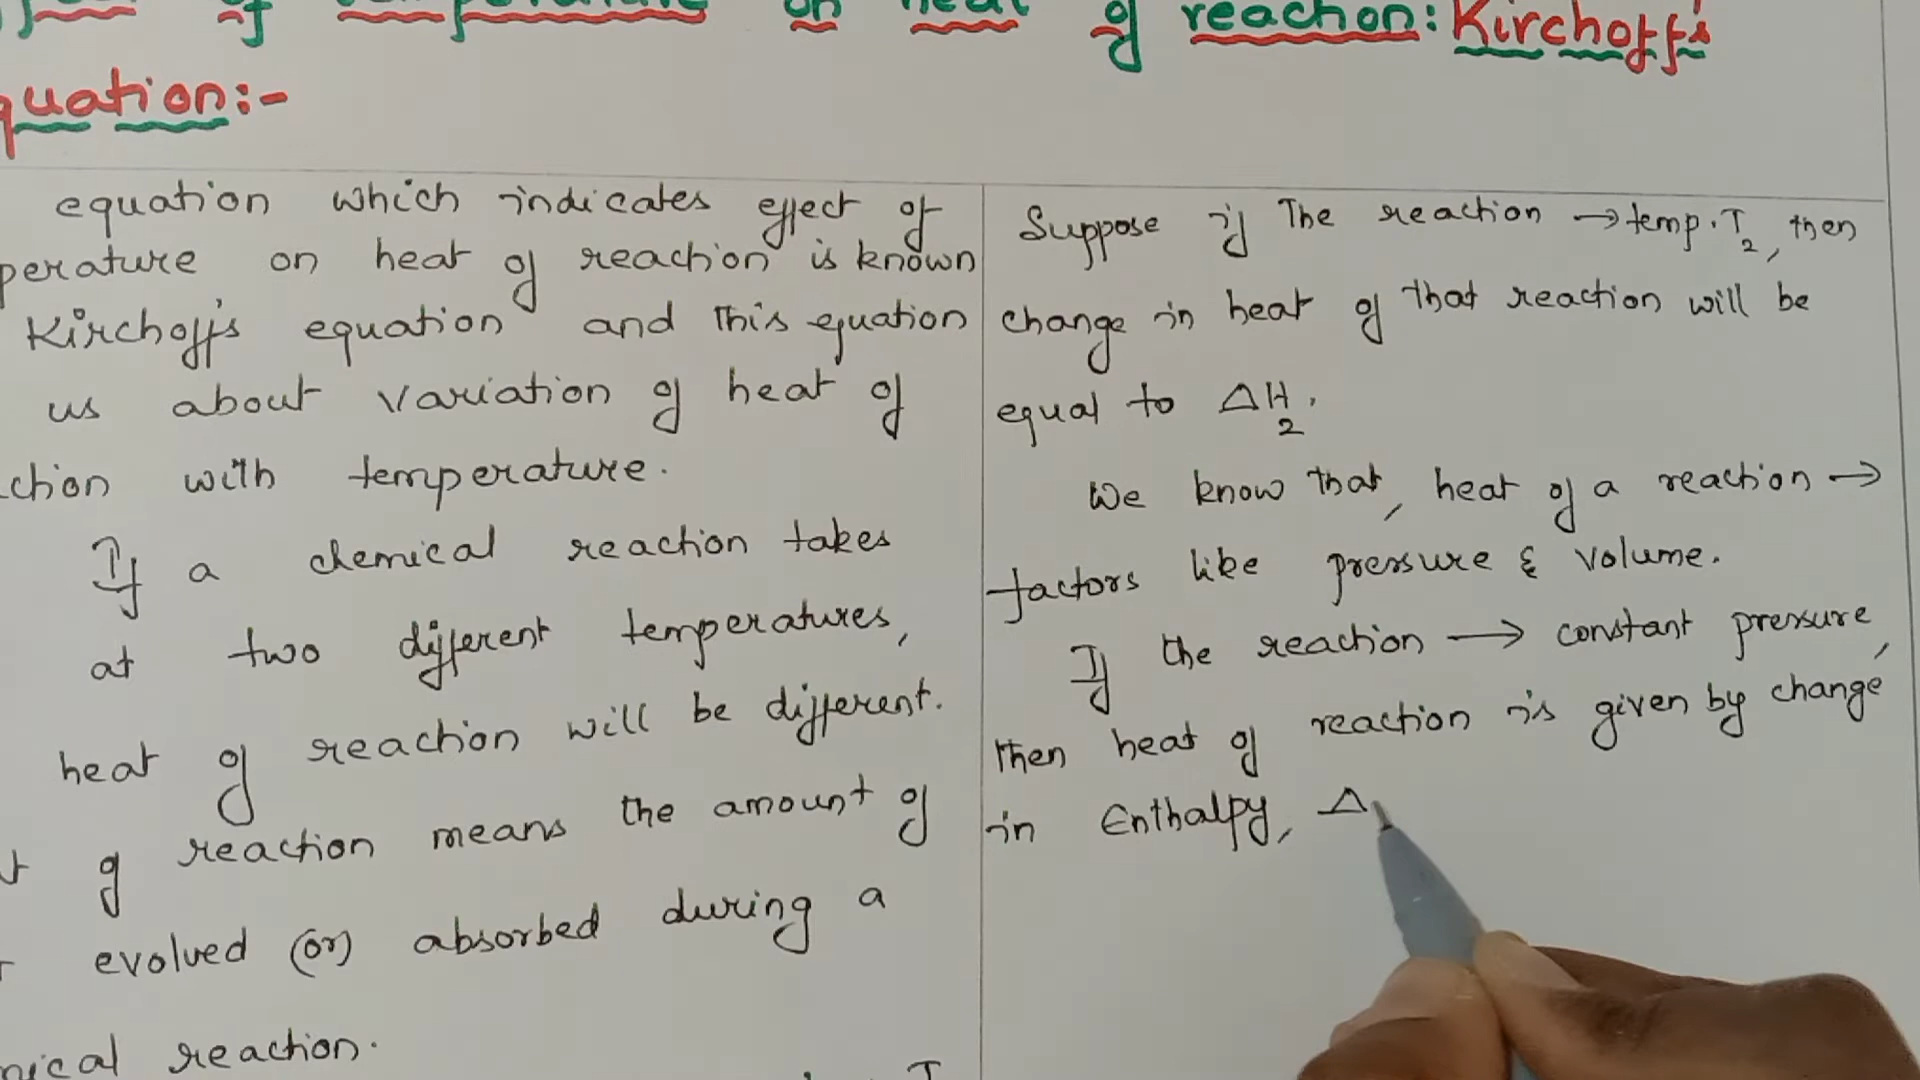 of temperature on heat of reaction: Kirchoff's
quation:-
equation which indicates effect of
perature on heat of reaction is known
Kirchoff's equation and this equation
us about variation of heat of
ction with temperature.
If a chemical reaction takes
at two different temperatures,
heat of reaction will be different.
t of reaction means the amount of
evolved (or) absorbed during a
mical reaction.
T
Suppose if The reaction → temp. T2, then
change in heat of that reaction will be
equal to ΔH2.
We know that, heat of a reaction →
factors like pressure & volume.
If the reaction → constant pressure,
then heat of reaction is given by change
in Enthalpy, Δ